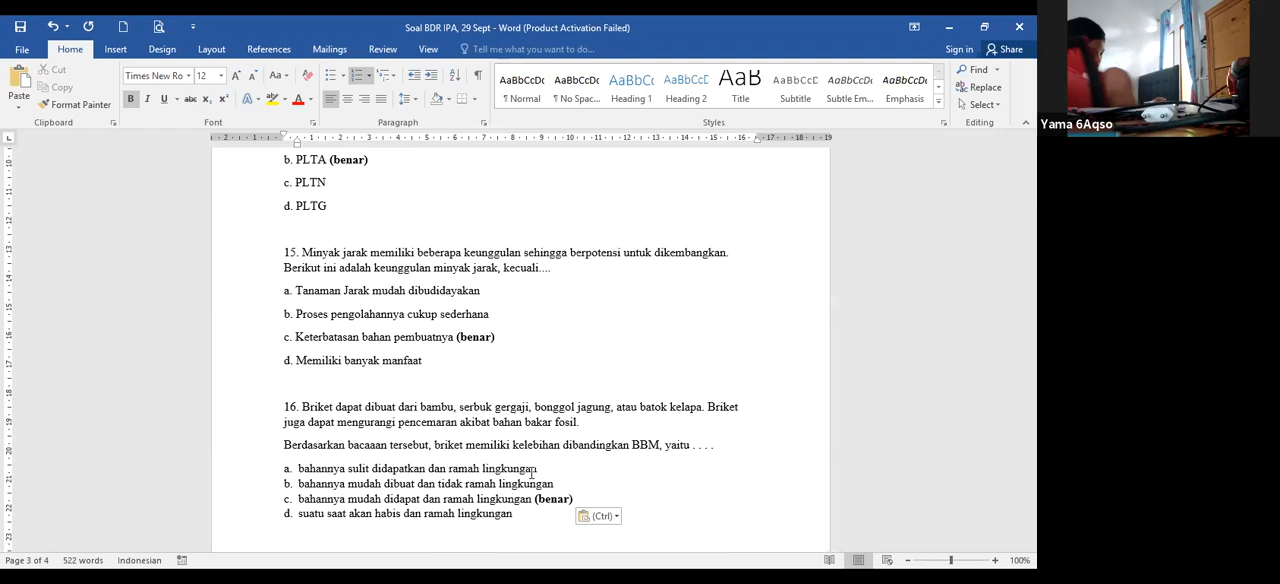 Soal BDR IPA, 29 Sept - Word (Product Activation Failed)
File Home Insert Design Layout References Mailings Review View Tell me what you want to do... Sign in Share
Paste
Cut
Copy
Format Painter
Clipboard
Times New Ro 12
Font
Paragraph
AaBbCcDc AaBbCcDc AaBbCc AaBbCcDc AaB AaBbCcD AaBbCcDc AaBbCcDc
¶ Normal ¶ No Spac... Heading 1 Heading 2 Title Subtitle Subtle Em... Emphasis
Styles
Find
Replace
Select
Editing
Yama 6Aqso
b. PLTA (benar)
c. PLTN
d. PLTG
15. Minyak jarak memiliki beberapa keunggulan sehingga berpotensi untuk dikembangkan.
Berikut ini adalah keunggulan minyak jarak, kecuali....
a. Tanaman Jarak mudah dibudidayakan
b. Proses pengolahannya cukup sederhana
c. Keterbatasan bahan pembuatnya (benar)
d. Memiliki banyak manfaat
16. Briket dapat dibuat dari bambu, serbuk gergaji, bonggol jagung, atau batok kelapa. Briket
juga dapat mengurangi pencemaran akibat bahan bakar fosil.
Berdasarkan bacaaan tersebut, briket memiliki kelebihan dibandingkan BBM, yaitu . . . .
a. bahannya sulit didapatkan dan ramah lingkungan
b. bahannya mudah dibuat dan tidak ramah lingkungan
c. bahannya mudah didapat dan ramah lingkungan (benar)
d. suatu saat akan habis dan ramah lingkungan
(Ctrl)
Page 3 of 4 522 words Indonesian 100%